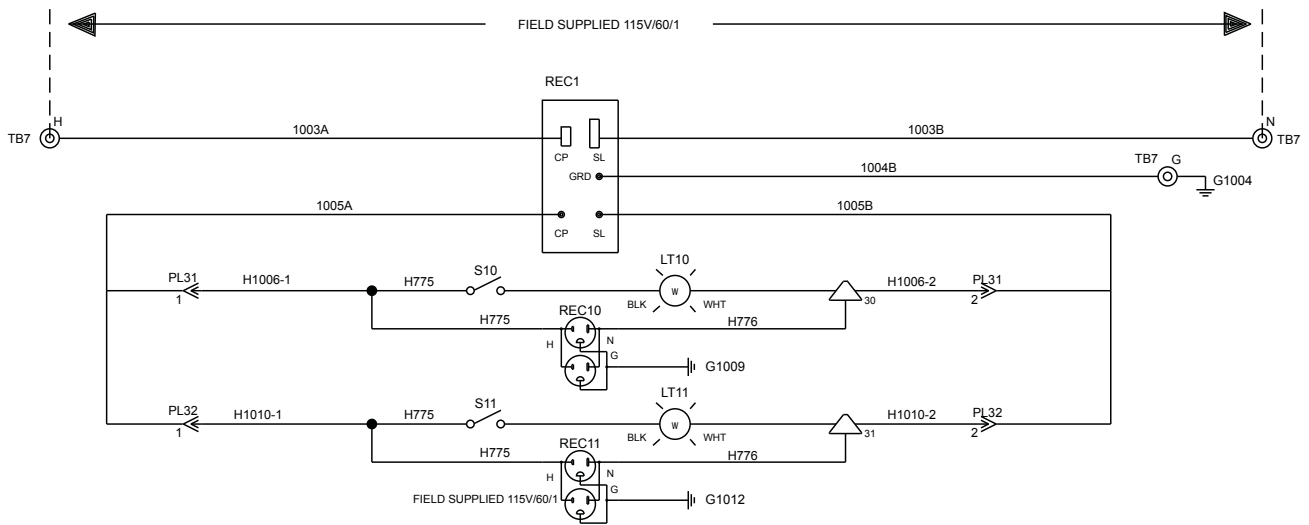 FIELD SUPPLIED 115V/60/1
REC1
H
N
TB7
1003A
1003B
TB7
CP
SL
TB7
G
GRD
1004B
G1004
1005A
1005B
CP
SL
PL31
1
H1006-1
H775
S10
LT10
W
BLK
WHT
30
H1006-2
PL31
2
H775
REC10
H776
H
N
G
G1009
PL32
1
H1010-1
H775
S11
LT11
W
BLK
WHT
31
H1010-2
PL32
2
H775
REC11
H776
H
N
G
FIELD SUPPLIED 115V/60/1
G1012